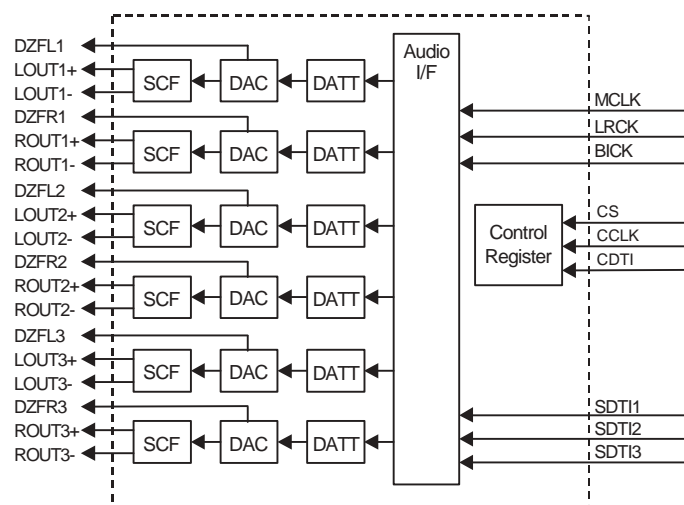 DZFL1
LOUT1+
LOUT1-
SCF
DAC
DATT
DZFR1
ROUT1+
ROUT1-
SCF
DAC
DATT
DZFL2
LOUT2+
LOUT2-
SCF
DAC
DATT
DZFR2
ROUT2+
ROUT2-
SCF
DAC
DATT
DZFL3
LOUT3+
LOUT3-
SCF
DAC
DATT
DZFR3
ROUT3+
ROUT3-
SCF
DAC
DATT
Audio
I/F
MCLK
LRCK
BICK
Control
Register
CS
CCLK
CDTI
SDTI1
SDTI2
SDTI3